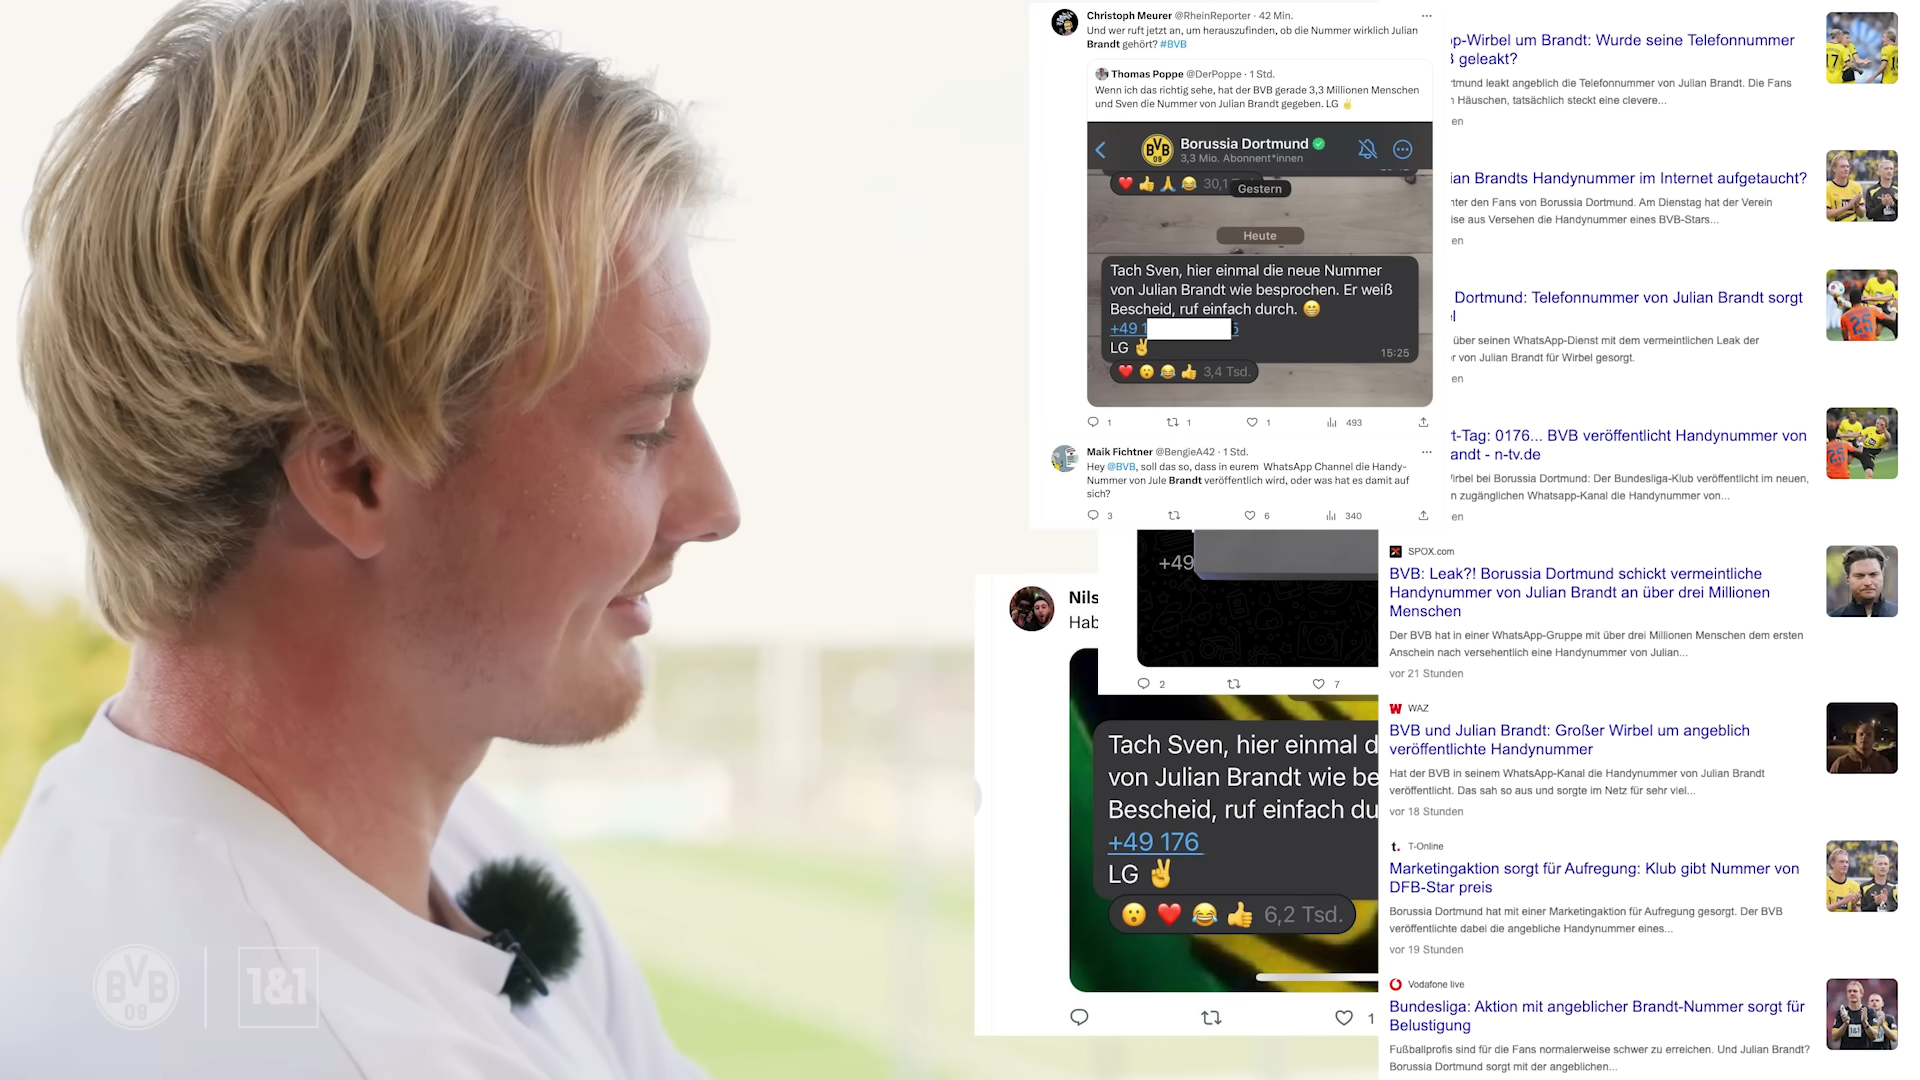 Christoph Meurer @RheinReporter · 42 Min.
Und wer ruft jetzt an, um herauszufinden, ob die Nummer wirklich Julian
Brandt gehört? #BVB
Thomas Poppe @DerPoppe · 1 Std.
Wenn ich das richtig sehe, hat der BVB gerade 3,3 Millionen Menschen
und Sven die Nummer von Julian Brandt gegeben. LG ✌️
BVB 09
Borussia Dortmund
3,3 Mio. Abonnent*innen
30,1
Gestern
Heute
Tach Sven, hier einmal die neue Nummer
von Julian Brandt wie besprochen. Er weiß
Bescheid, ruf einfach durch. 😁
+49 1 5
LG ✌️
15:25
3,4 Tsd.
1 1 1 493
Maik Fichtner @BengieA42 · 1 Std.
Hey @BVB, soll das so, dass in eurem WhatsApp Channel die Handy-
Nummer von Jule Brandt veröffentlich wird, oder was hat es damit auf
sich?
3 6 340
+49
2 7
Nils
Hab
Tach Sven, hier einmal d
von Julian Brandt wie be
Bescheid, ruf einfach du
+49 176
LG ✌️
6,2 Tsd.
1
p-Wirbel um Brandt: Wurde seine Telefonnummer
geleakt?
tmund leakt angeblich die Telefonnummer von Julian Brandt. Die Fans
Häuschen, tatsächlich steckt eine clevere...
en
ian Brandts Handynummer im Internet aufgetaucht?
nter den Fans von Borussia Dortmund. Am Dienstag hat der Verein
ise aus Versehen die Handynummer eines BVB-Stars...
en
Dortmund: Telefonnummer von Julian Brandt sorgt
l
über seinen WhatsApp-Dienst mit dem vermeintlichen Leak der
r von Julian Brandt für Wirbel gesorgt.
en
t-Tag: 0176... BVB veröffentlicht Handynummer von
andt - n-tv.de
irbel bei Borussia Dortmund: Der Bundesliga-Klub veröffentlicht im neuen,
n zugänglichen Whatsapp-Kanal die Handynummer von...
en
SPOX.com
BVB: Leak?! Borussia Dortmund schickt vermeintliche
Handynummer von Julian Brandt an über drei Millionen
Menschen
Der BVB hat in einer WhatsApp-Gruppe mit über drei Millionen Menschen dem ersten
Anschein nach versehentlich eine Handynummer von Julian...
vor 21 Stunden
WAZ
BVB und Julian Brandt: Großer Wirbel um angeblich
veröffentlichte Handynummer
Hat der BVB in seinem WhatsApp-Kanal die Handynummer von Julian Brandt
veröffentlicht. Das sah so aus und sorgte im Netz für sehr viel...
vor 18 Stunden
T-Online
Marketingaktion sorgt für Aufregung: Klub gibt Nummer von
DFB-Star preis
Borussia Dortmund hat mit einer Marketingaktion für Aufregung gesorgt. Der BVB
veröffentlichte dabei die angebliche Handynummer eines...
vor 19 Stunden
Vodafone live
Bundesliga: Aktion mit angeblicher Brandt-Nummer sorgt für
Belustigung
Fußballprofis sind für die Fans normalerweise schwer zu erreichen. Und Julian Brandt?
Borussia Dortmund sorgt mit der angeblichen...
BVB 09
1&1